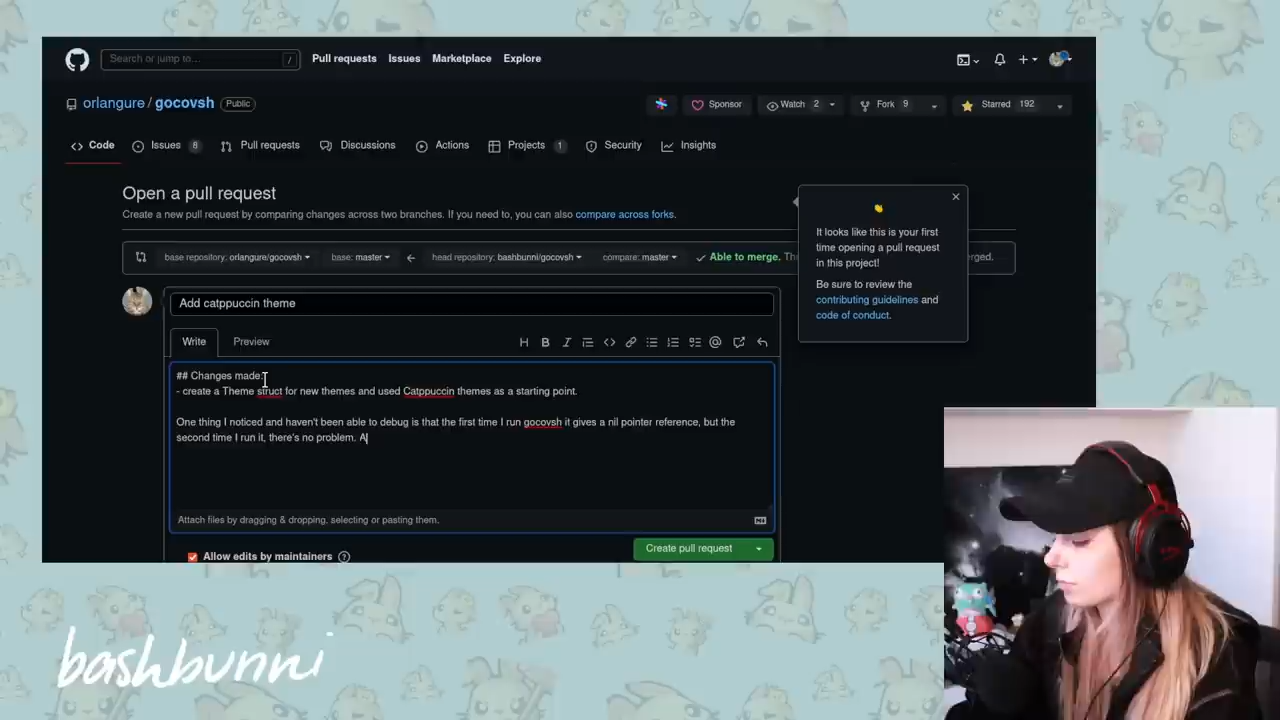 Search or jump to...
/
Pull requests
Issues
Marketplace
Explore
orlangure / gocovsh
Public
Sponsor
Watch 2
Fork 9
Starred 192
Code
Issues 8
Pull requests
Discussions
Actions
Projects 1
Security
Insights
Open a pull request
Create a new pull request by comparing changes across two branches. If you need to, you can also compare across forks.
base repository: orlangure/gocovsh
base: master
head repository: bashbunni/gocovsh
compare: master
Able to merge. The
erged.
It looks like this is your first
time opening a pull request
in this project!
Be sure to review the
contributing guidelines and
code of conduct.
Add catppuccin theme
Write
Preview
## Changes made:
- create a Theme struct for new themes and used Catppuccin themes as a starting point.
One thing I noticed and haven't been able to debug is that the first time I run gocovsh it gives a nil pointer reference, but the
second time I run it, there's no problem. A
Attach files by dragging & dropping, selecting or pasting them.
Allow edits by maintainers
Create pull request
bashbunni